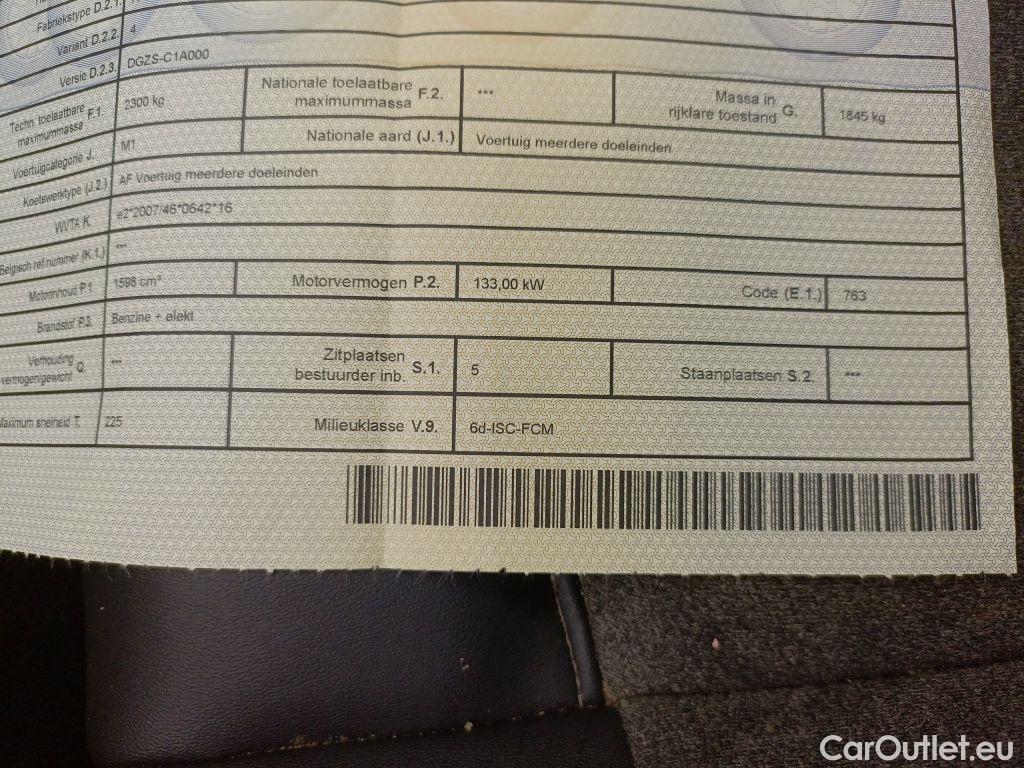 Fabriekstype D.2.1.
Variant D.2.2. 4
Versie D.2.3. DGZS-C1A000
Techn. toelaatbare maximummassa F.1. 2300 kg Nationale toelaatbare maximummassa F.2. *** Massa in rijklare toestand G. 1845 kg
Voertuigcategorie J. M1 Nationale aard (J.1.) Voertuig meerdere doeleinden
Koetswerktype (J.2.) AF Voertuig meerdere doeleinden
WVTA K. e2*2007/46*0642*16
Belgisch ref.nummer (K.1.) ***
Motorinhoud P.1. 1598 cm³ Motorvermogen P.2. 133,00 kW Code (E.1.) 763
Brandstof P.3. Benzine + elekt
Verhouding vermogen/gewicht Q. *** Zitplaatsen bestuurder inb. S.1. 5 Staanplaatsen S.2. ***
Maximum snelheid T. 225 Milieuklasse V.9. 6d-ISC-FCM
CarOutlet.eu